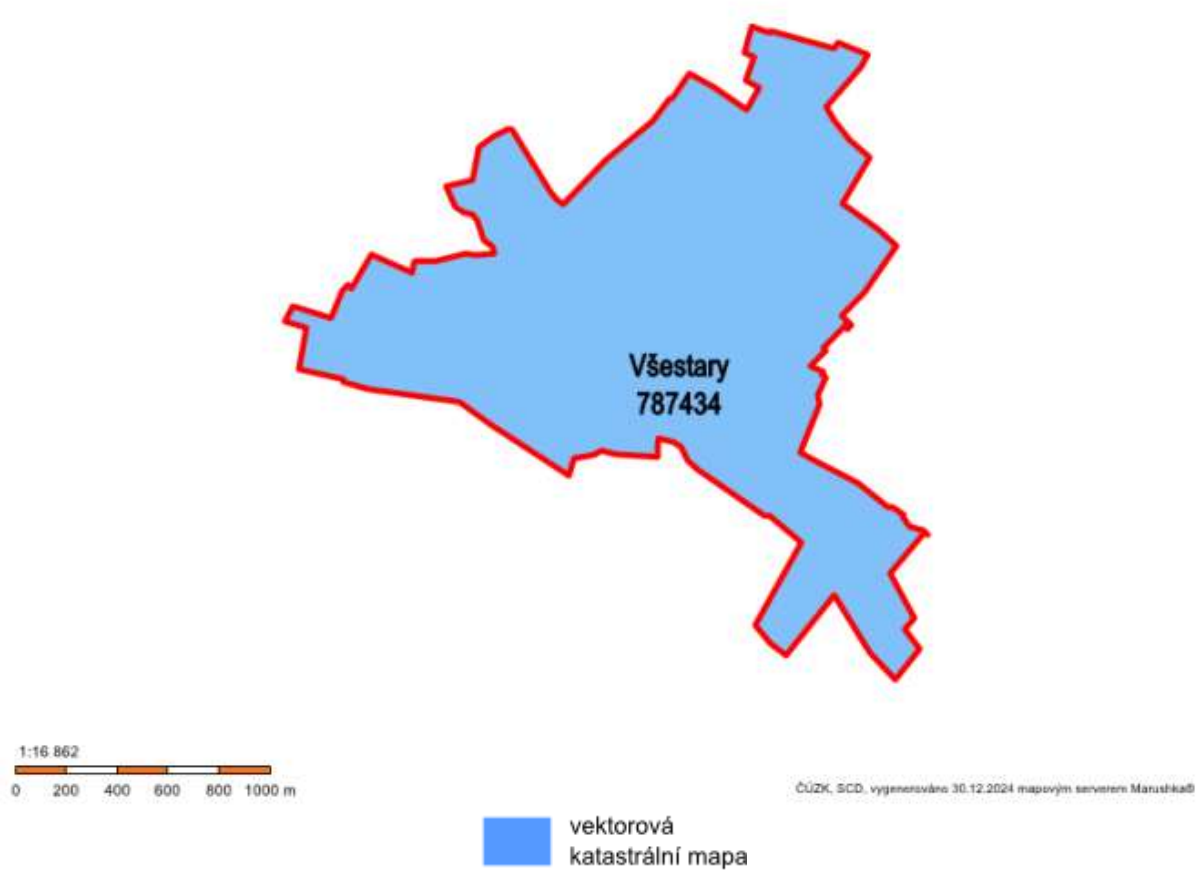 Všestary
787434
1:16 862
0 200 400 600 800 1000 m
ČÚZK, SCD, vygenerováno 30.12.2024 mapovým serverem Marushka®
vektorová
katastrální mapa